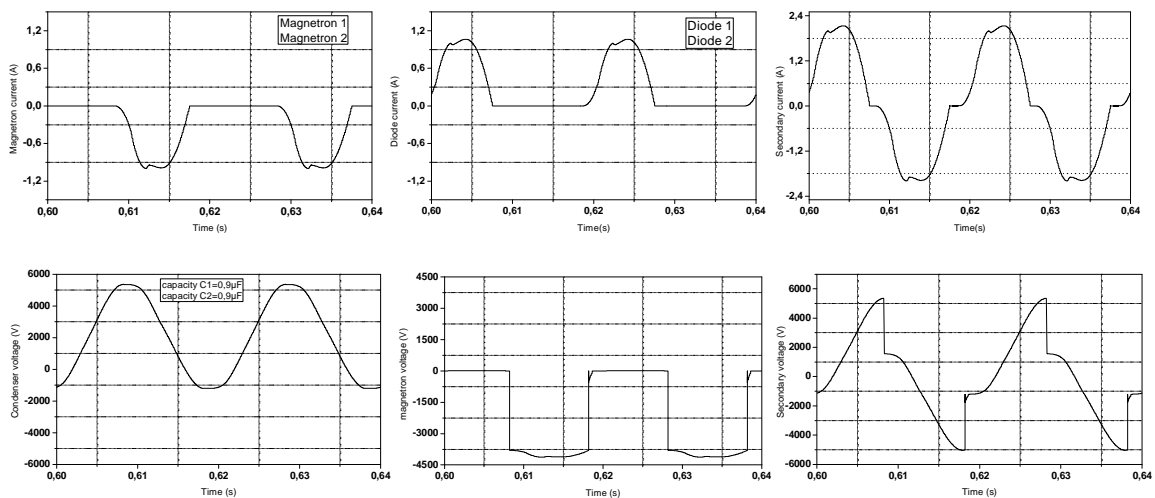 Magnetron 1
Magnetron 2
1,2
0,6
0,0
-0,6
-1,2
Magnetron current (A)
0,60 0,61 0,62 0,63 0,64
Time (s)
Diode 1
Diode 2
1,2
0,6
0,0
-0,6
-1,2
Diode current (A)
0,60 0,61 0,62 0,63 0,64
Time(s)
2,4
1,2
0,0
-1,2
-2,4
Secondary current (A)
0,60 0,61 0,62 0,63 0,64
Time(s)
capacity C1=0,9µF
capacity C2=0,9µF
6000
4000
2000
0
-2000
-4000
-6000
Condenser voltage (V)
0,60 0,61 0,62 0,63 0,64
Time (s)
4500
3000
1500
0
-1500
-3000
-4500
magnetron voltage (V)
0,60 0,61 0,62 0,63 0,64
Time (s)
6000
4000
2000
0
-2000
-4000
-6000
Secondary voltage (V)
0,60 0,61 0,62 0,63 0,64
Time (s)